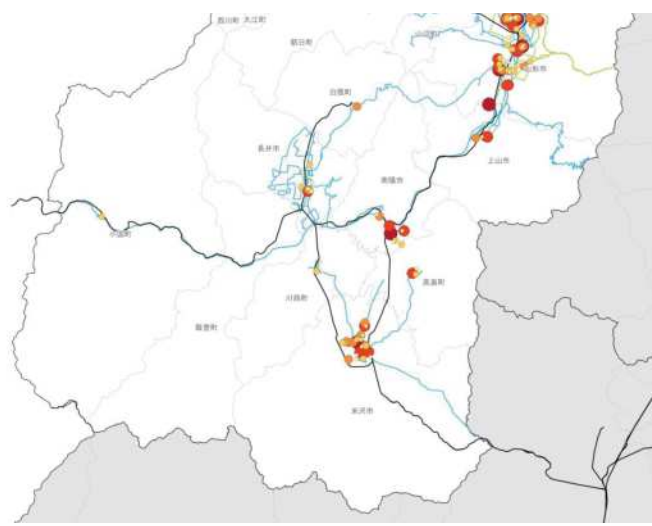 西川町
大江町
朝日町
山辺町
山形市
白鷹町
長井市
南陽市
上山市
小国町
高畠町
川西町
飯豊町
米沢市